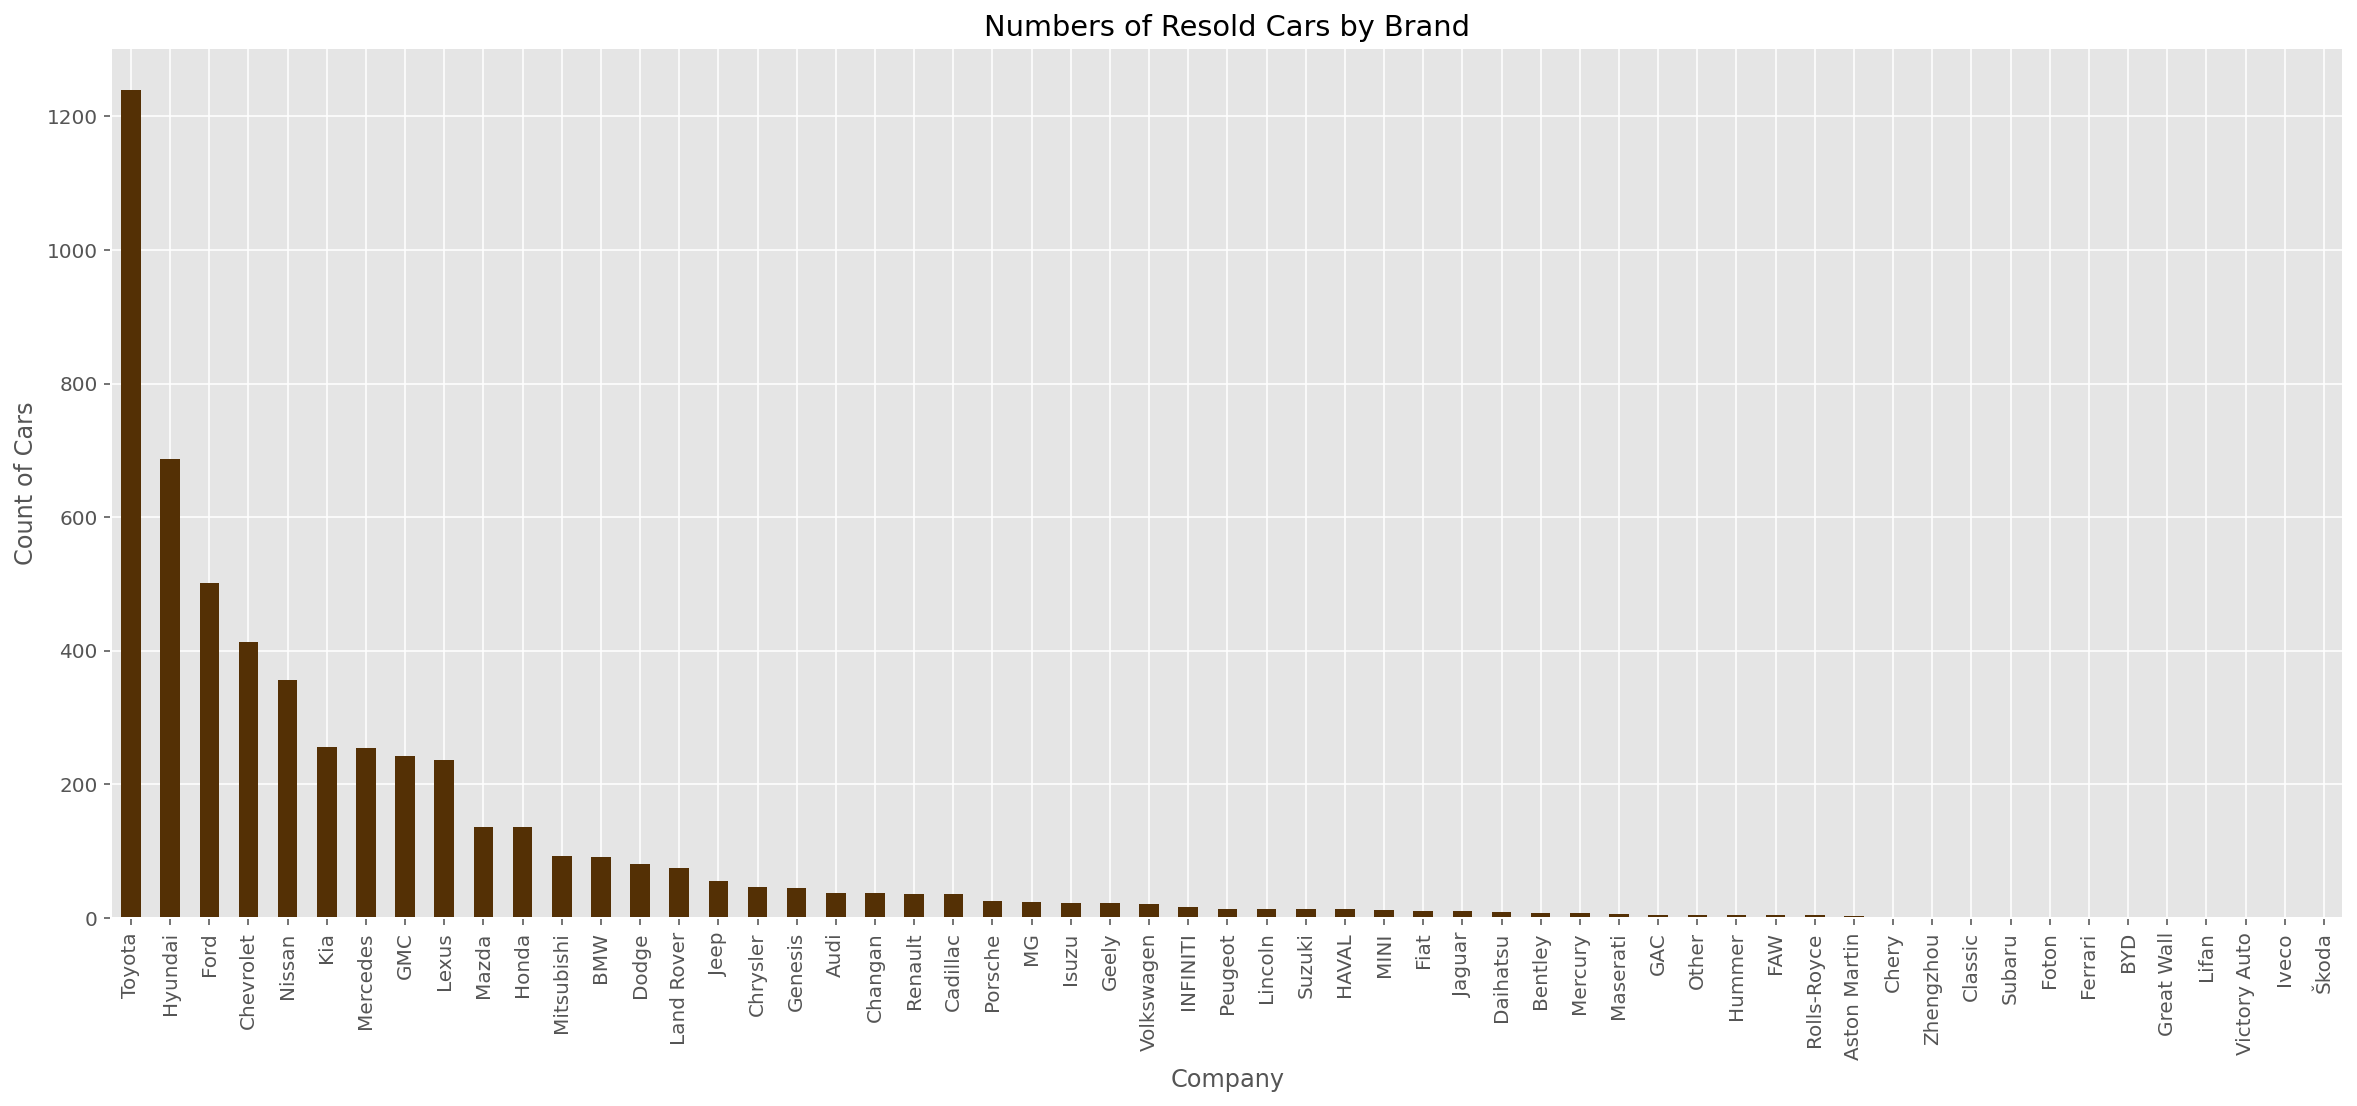 Numbers of Resold Cars by Brand
Count of Cars
1200
1000
800
600
400
200
0
Toyota
Hyundai
Ford
Chevrolet
Nissan
Kia
Mercedes
GMC
Lexus
Mazda
Honda
Mitsubishi
BMW
Dodge
Land Rover
Jeep
Chrysler
Genesis
Audi
Changan
Renault
Cadillac
Porsche
MG
Isuzu
Geely
Volkswagen
INFINITI
Peugeot
Lincoln
Suzuki
HAVAL
MINI
Fiat
Jaguar
Daihatsu
Bentley
Mercury
Maserati
GAC
Other
Hummer
FAW
Rolls-Royce
Aston Martin
Chery
Zhengzhou
Classic
Subaru
Foton
Ferrari
BYD
Great Wall
Lifan
Victory Auto
Iveco
Škoda
Company